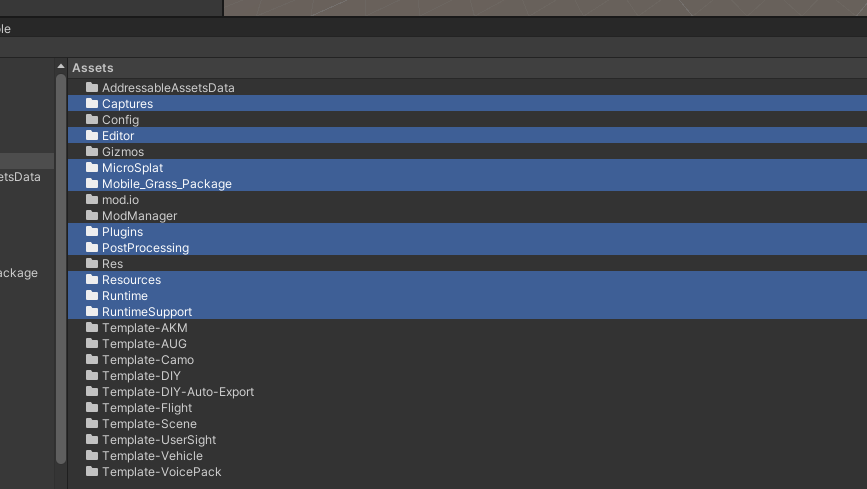 le
Assets
AddressableAssetsData
Captures
Config
Editor
Gizmos
MicroSplat
etsData
Mobile_Grass_Package
mod.io
ModManager
Plugins
PostProcessing
Res
ackage
Resources
Runtime
RuntimeSupport
Template-AKM
Template-AUG
Template-Camo
Template-DIY
Template-DIY-Auto-Export
Template-Flight
Template-Scene
Template-UserSight
Template-Vehicle
Template-VoicePack